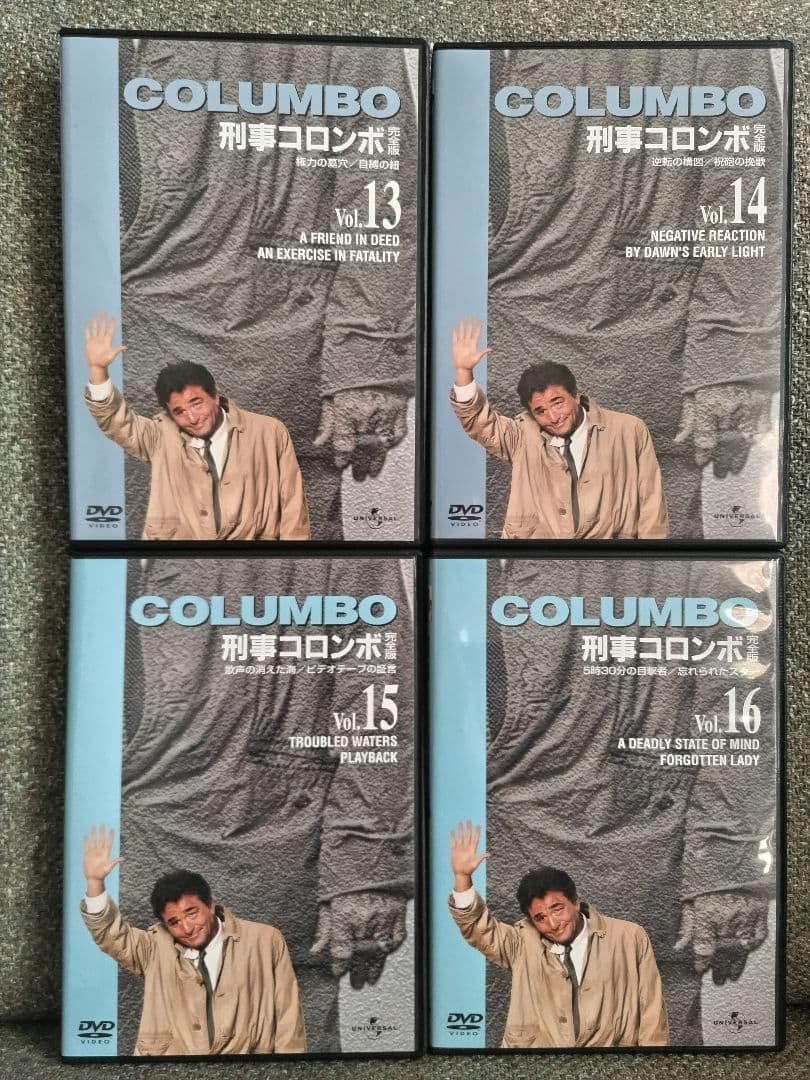 COLUMBO
刑事コロンボ 完全版
権力の墓穴/自縛の紐
Vol.13
A FRIEND IN DEED
AN EXERCISE IN FATALITY
DVD
VIDEO
UNIVERSAL
COLUMBO
刑事コロンボ 完全版
逆転の構図/祝砲の挽歌
Vol.14
NEGATIVE REACTION
BY DAWN'S EARLY LIGHT
DVD
VIDEO
UNIVERSAL
COLUMBO
刑事コロンボ 完全版
歌声の消えた海/ビデオテープの証言
Vol.15
TROUBLED WATERS
PLAYBACK
DVD
VIDEO
UNIVERSAL
COLUMBO
刑事コロンボ 完全版
5時30分の目撃者/忘れられたスター
Vol.16
A DEADLY STATE OF MIND
FORGOTTEN LADY
DVD
VIDEO
UNIVERSAL